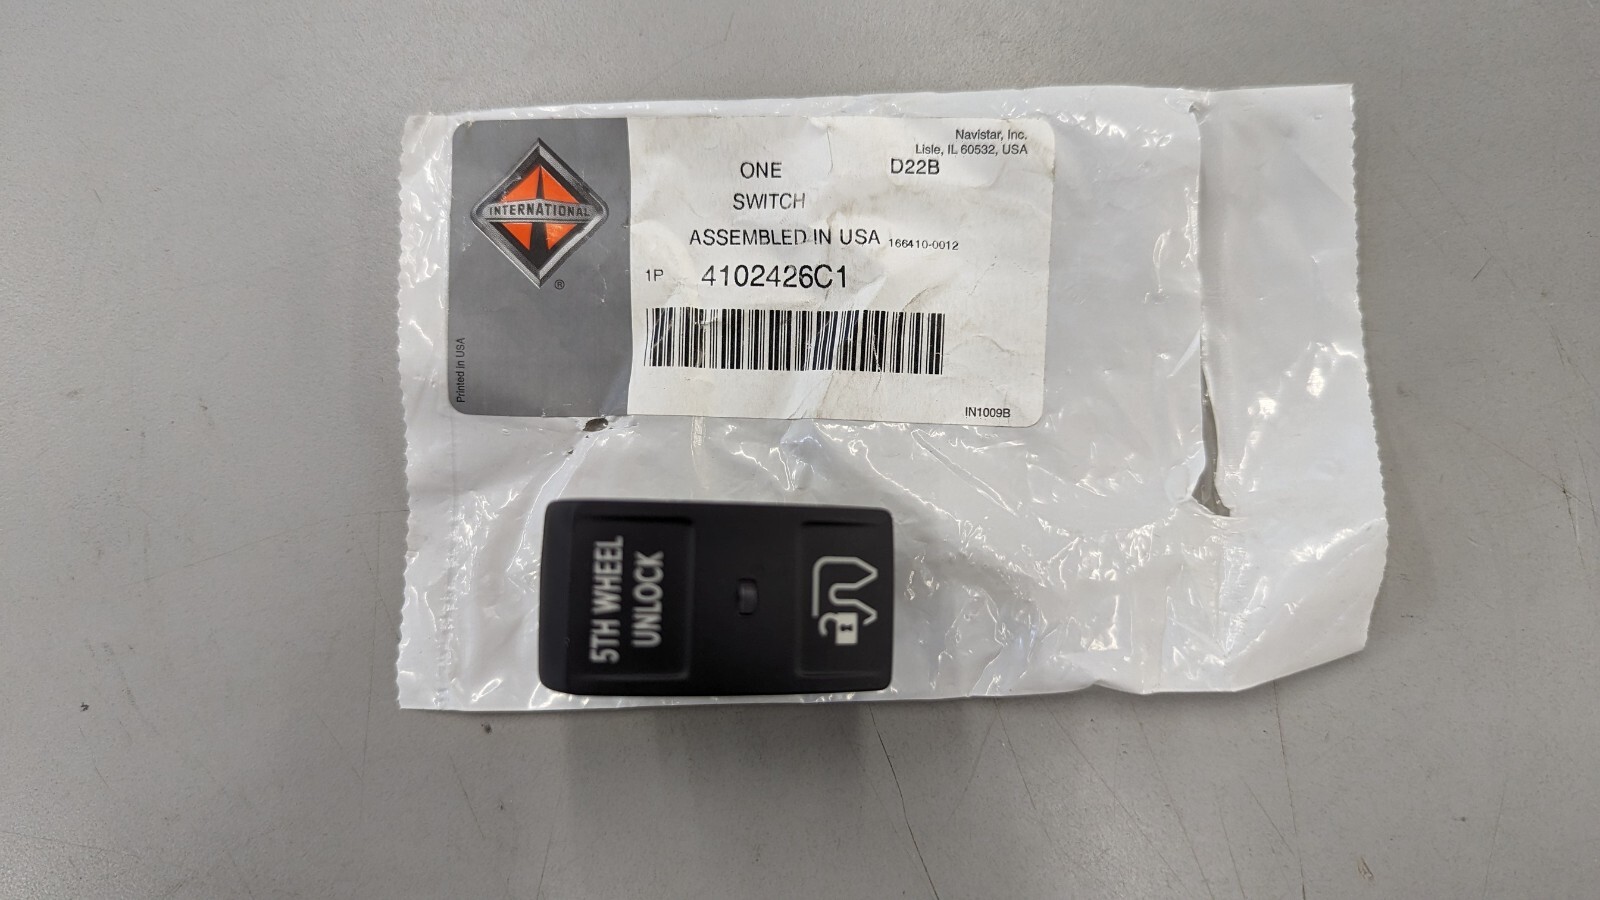 Navistar, Inc.
Lisle, IL 60532, USA
ONE
D22B
SWITCH
ASSEMBLED IN USA 166410-0012
1P 4102426C1
INTERNATIONAL
®
Printed in USA
IN1009B
5TH WHEEL
UNLOCK